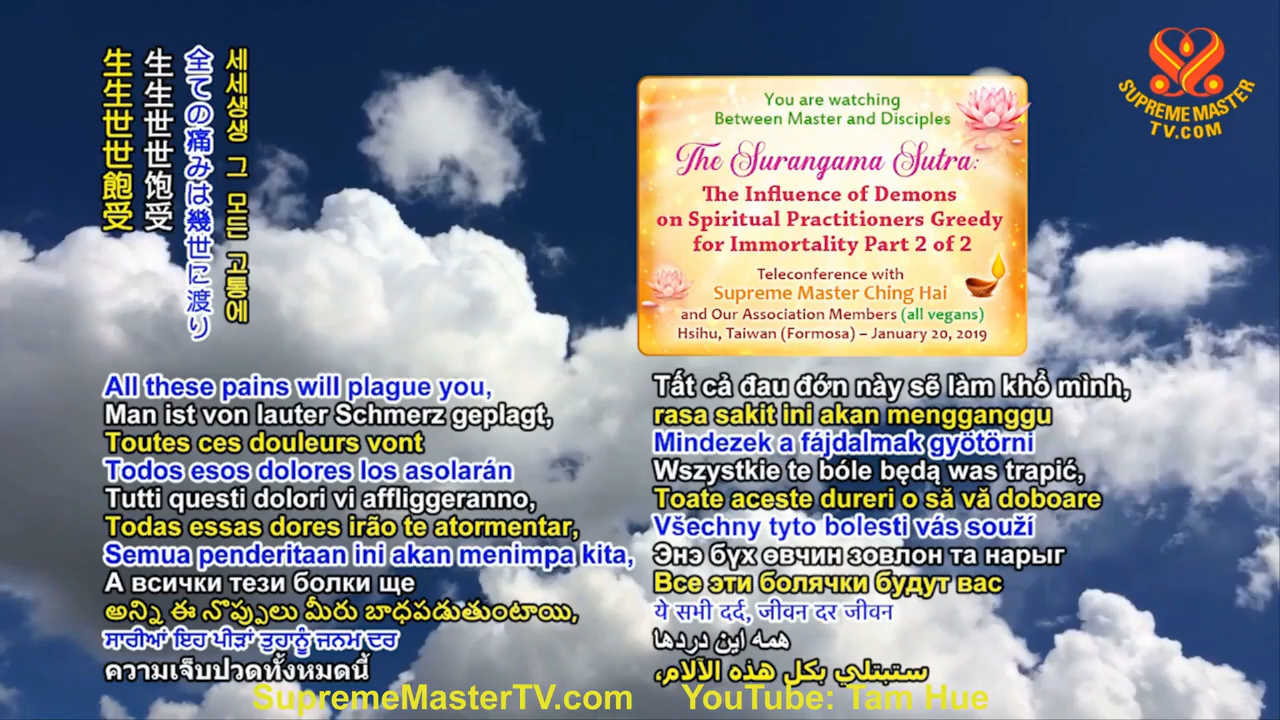 生生世世飽受
生生世世饱受
全ての痛みは幾世に渡り
세세생생 그 모든 고통에
SUPREME MASTER
TV.COM
You are watching
Between Master and Disciples
The Surangama Sutra:
The Influence of Demons
on Spiritual Practitioners Greedy
for Immortality Part 2 of 2
Teleconference with
Supreme Master Ching Hai
and Our Association Members (all vegans)
Hsihu, Taiwan (Formosa) – January 20, 2019
All these pains will plague you,
Man ist von lauter Schmerz geplagt,
Toutes ces douleurs vont
Todos esos dolores los asolarán
Tutti questi dolori vi affliggeranno,
Todas essas dores irão te atormentar,
Semua penderitaan ini akan menimpa kita,
А всички тези болки ще
అన్ని ఈ నొప్పులు మీరు బాధపడుతుంటాయి,
ਸਾਰੀਆਂ ਇਹ ਪੀੜਾਂ ਤੁਹਾਨੂੰ ਜਨਮ ਦਰ
ความเจ็บปวดทั้งหมดนี้
Tất cả đau đớn này sẽ làm khổ mình,
rasa sakit ini akan mengganggu
Mindezek a fájdalmak gyötörni
Wszystkie te bóle będą was trapić,
Toate aceste dureri o să vă doboare
Všechny tyto bolesti vás souží
Энэ бүх өвчин зовлон та нарыг
Все эти болячки будут вас
ये सभी दर्द, जीवन दर जीवन
همه این دردها
ستبتلي بكل هذه الآلام،
SupremeMasterTV.com YouTube: Tam Hue